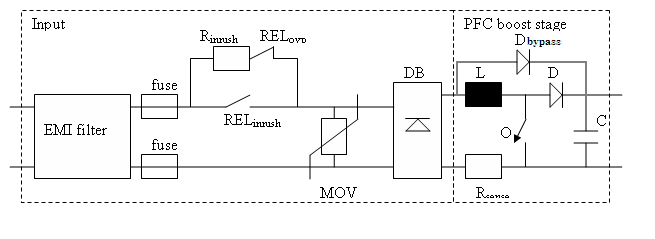 Input
PFC boost stage
Dbypass
Rinrush
RELovp
DB
L
D
fuse
C
RELinrush
EMI filter
Q
fuse
MOV
Rsense